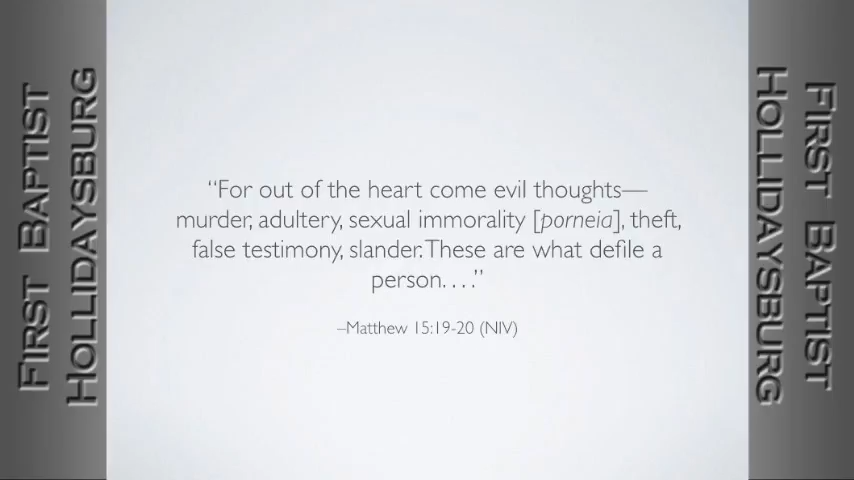 FIRST BAPTIST
HOLLIDAYSBURG
“For out of the heart come evil thoughts—
murder, adultery, sexual immorality [porneia], theft,
false testimony, slander. These are what defile a
person. . . .”
–Matthew 15:19-20 (NIV)
FIRST BAPTIST
HOLLIDAYSBURG